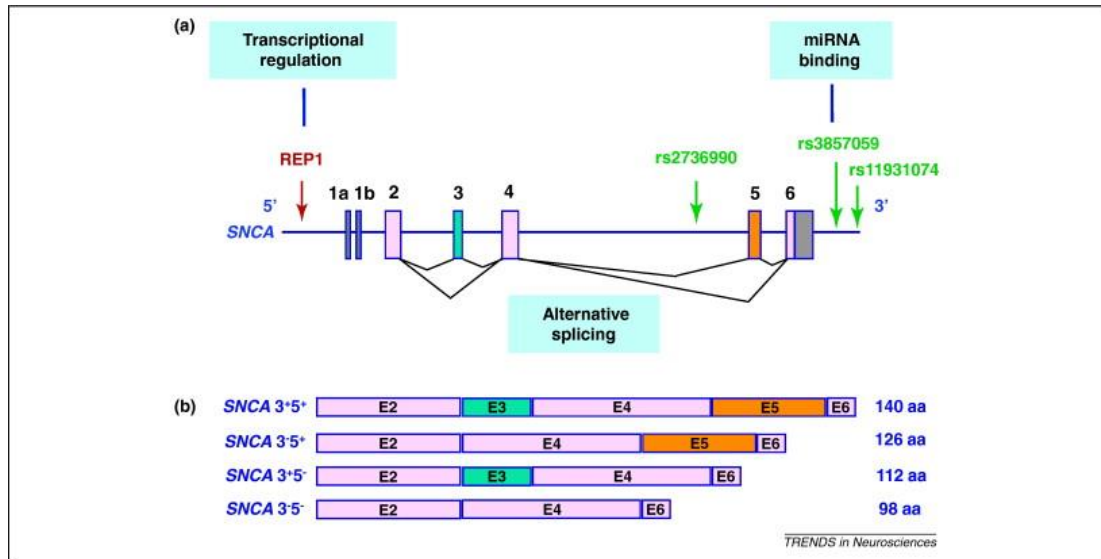 (a)
Transcriptional
regulation
miRNA
binding
REP1
rs2736990
rs3857059
rs11931074
5'
1a 1b 2 3 4 5 6
3'
SNCA
Alternative
splicing
(b)
SNCA 3⁺5⁺ E2 E3 E4 E5 E6 140 aa
SNCA 3⁻5⁺ E2 E4 E5 E6 126 aa
SNCA 3⁺5⁻ E2 E3 E4 E6 112 aa
SNCA 3⁻5⁻ E2 E4 E6 98 aa
TRENDS in Neurosciences